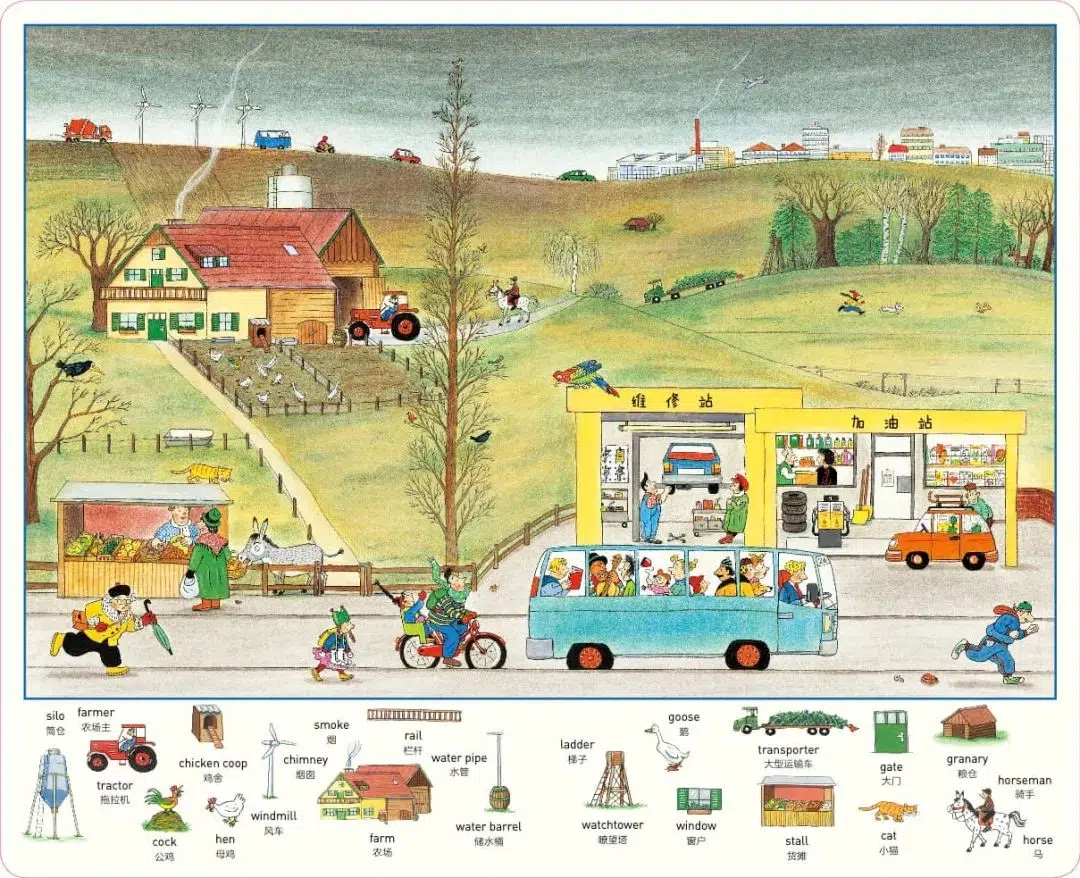 维修站
加油站
28
silo
筒仓
farmer
农场主
tractor
拖拉机
cock
公鸡
chicken coop
鸡舍
hen
母鸡
windmill
风车
smoke
烟
chimney
烟囱
farm
农场
rail
栏杆
water pipe
水管
water barrel
储水桶
ladder
梯子
watchtower
瞭望塔
goose
鹅
window
窗户
transporter
大型运输车
stall
货摊
gate
大门
cat
小猫
granary
粮仓
horseman
骑手
horse
马